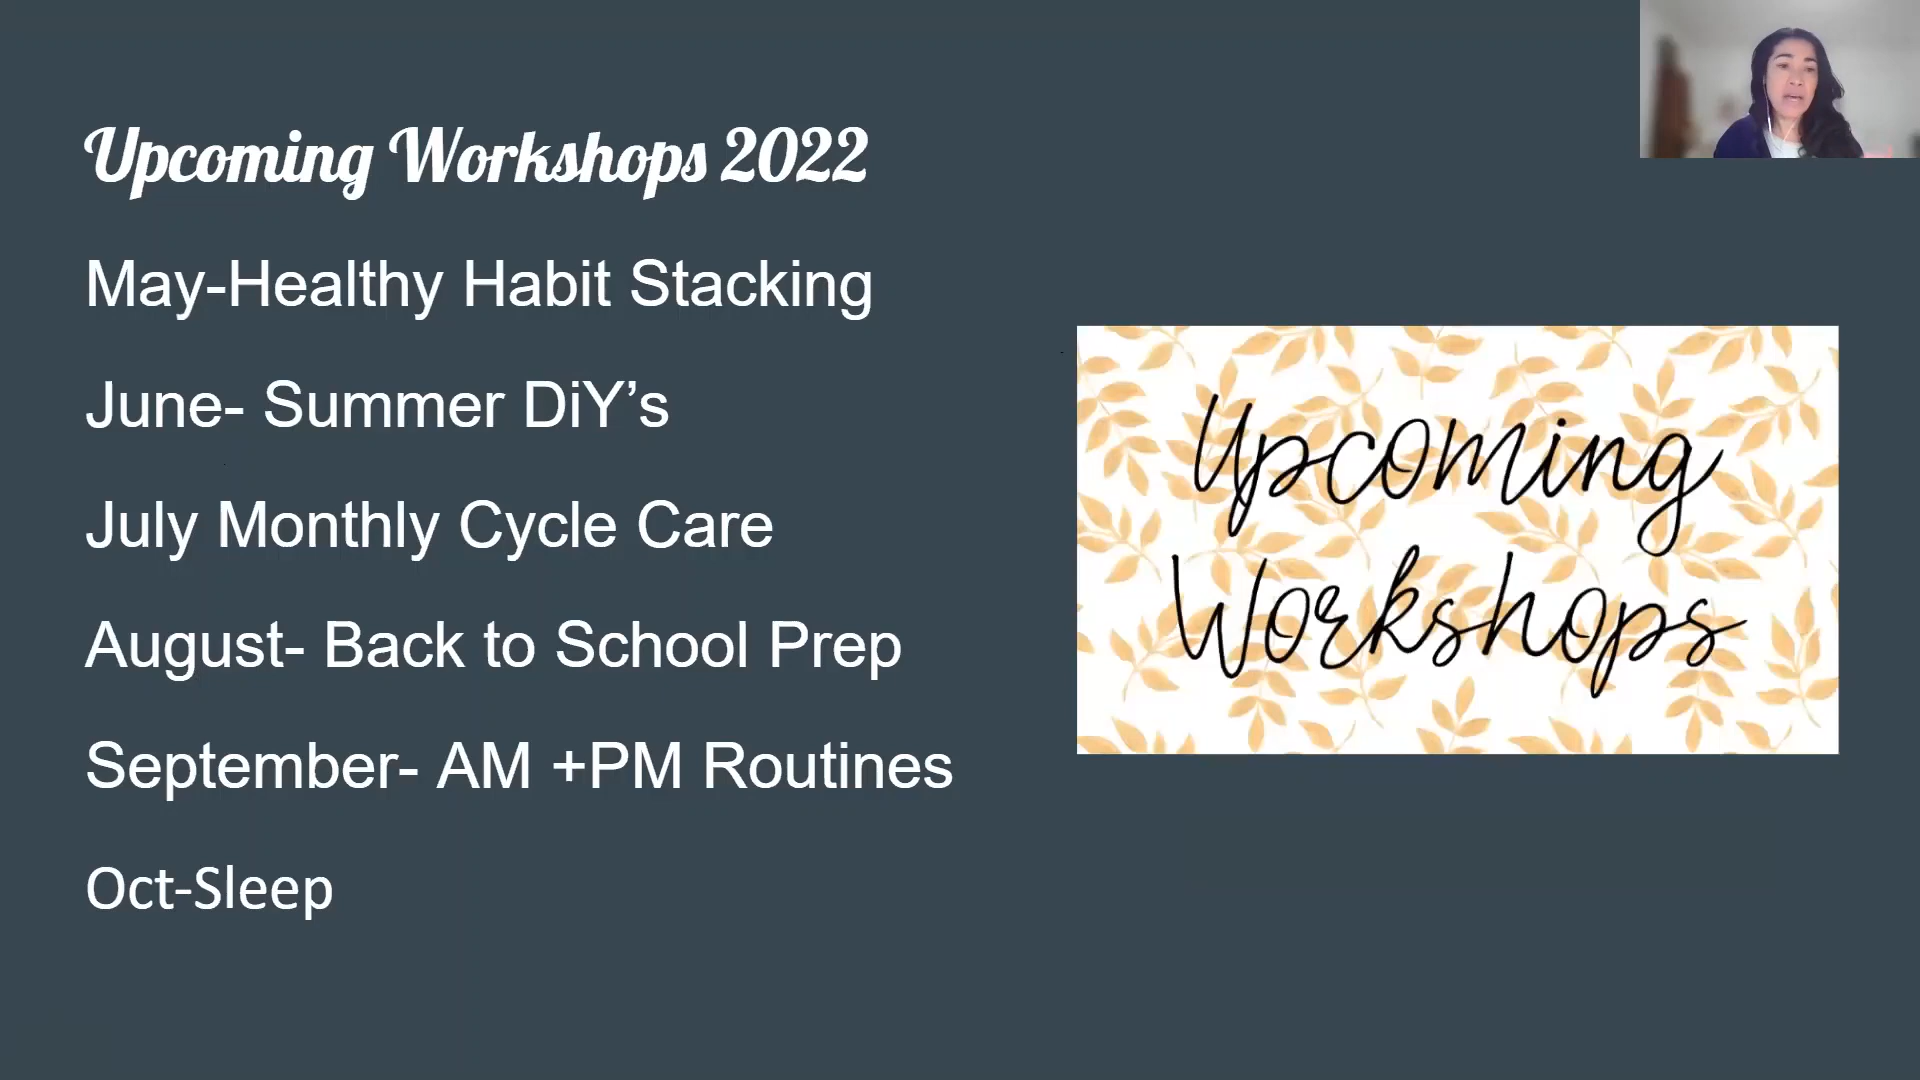 Upcoming Workshops 2022
May-Healthy Habit Stacking
June- Summer DiY’s
July Monthly Cycle Care
August- Back to School Prep
September- AM +PM Routines
Oct-Sleep
Upcoming
Workshops